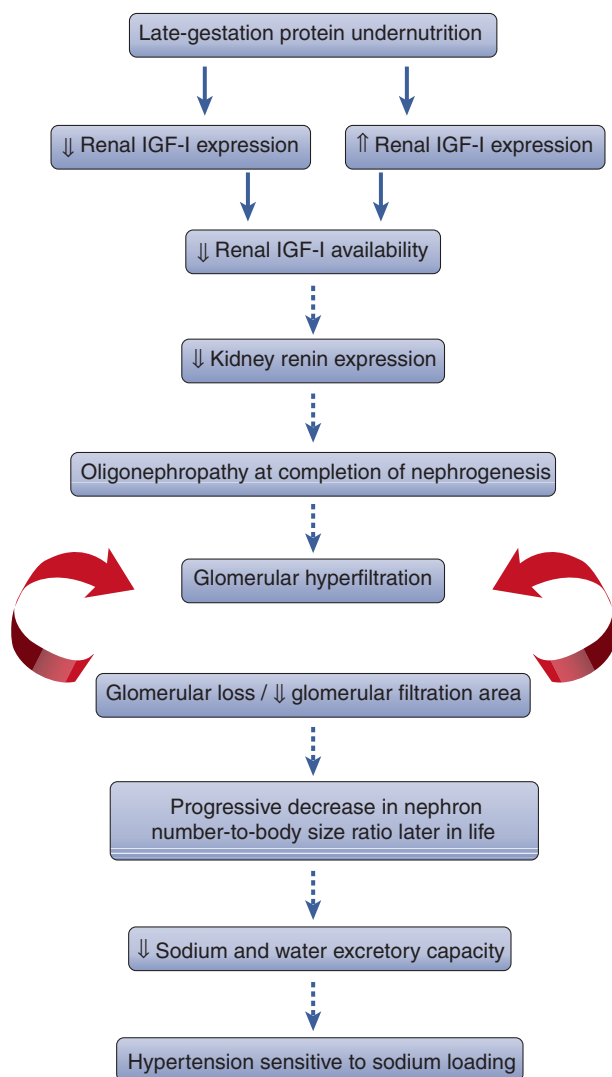 Late-gestation protein undernutrition
⇓ Renal IGF-I expression
⇑ Renal IGF-I expression
⇓ Renal IGF-I availability
⇓ Kidney renin expression
Oligonephropathy at completion of nephrogenesis
Glomerular hyperfiltration
Glomerular loss / ⇓ glomerular filtration area
Progressive decrease in nephron
number-to-body size ratio later in life
⇓ Sodium and water excretory capacity
Hypertension sensitive to sodium loading